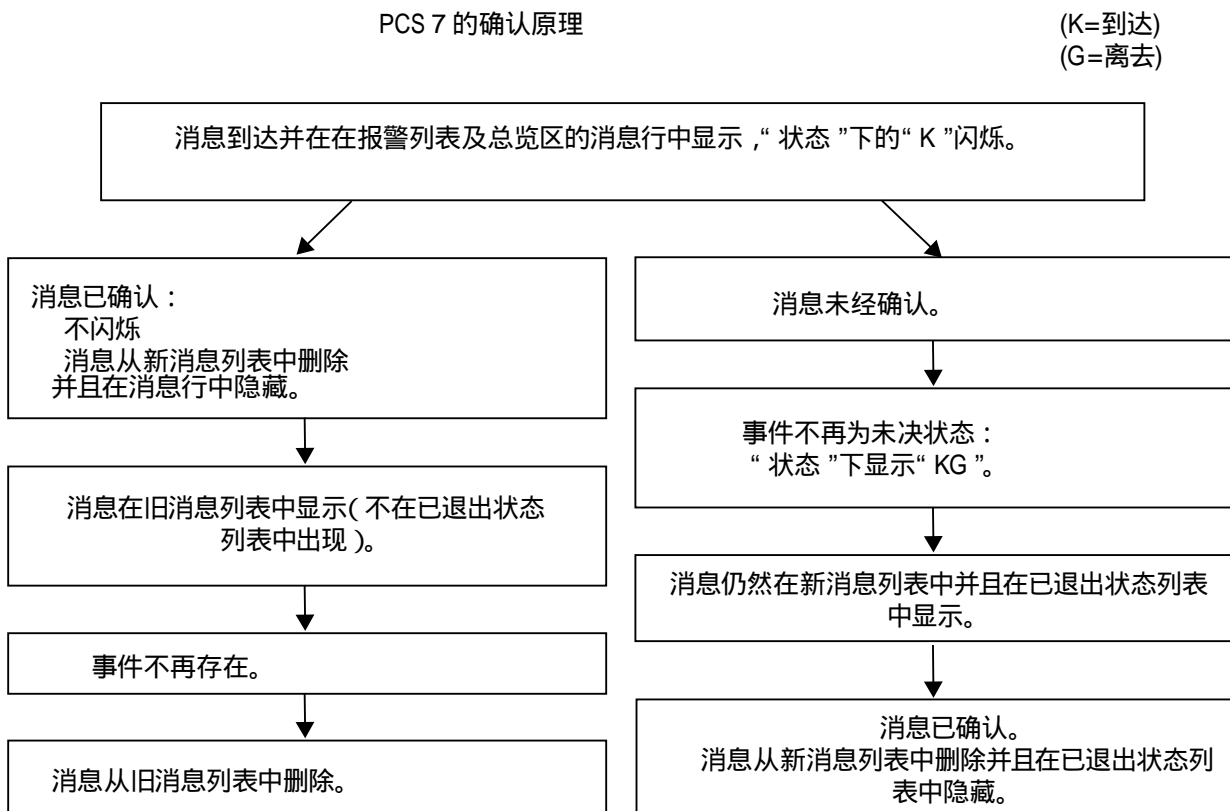 PCS 7 的确认原理
(K=到达)
(G=离去)
消息到达并在在报警列表及总览区的消息行中显示，“状态”下的“K”闪烁。
消息已确认：
不闪烁
消息从新消息列表中删除
并且在消息行中隐藏。
消息在旧消息列表中显示(不在已退出状态
列表中出现)。
事件不再存在。
消息从旧消息列表中删除。
消息未经确认。
事件不再为未决状态：
“状态”下显示“KG”。
消息仍然在新消息列表中并且在已退出状态列表
中显示。
消息已确认。
消息从新消息列表中删除并且在已退出状态列
表中隐藏。